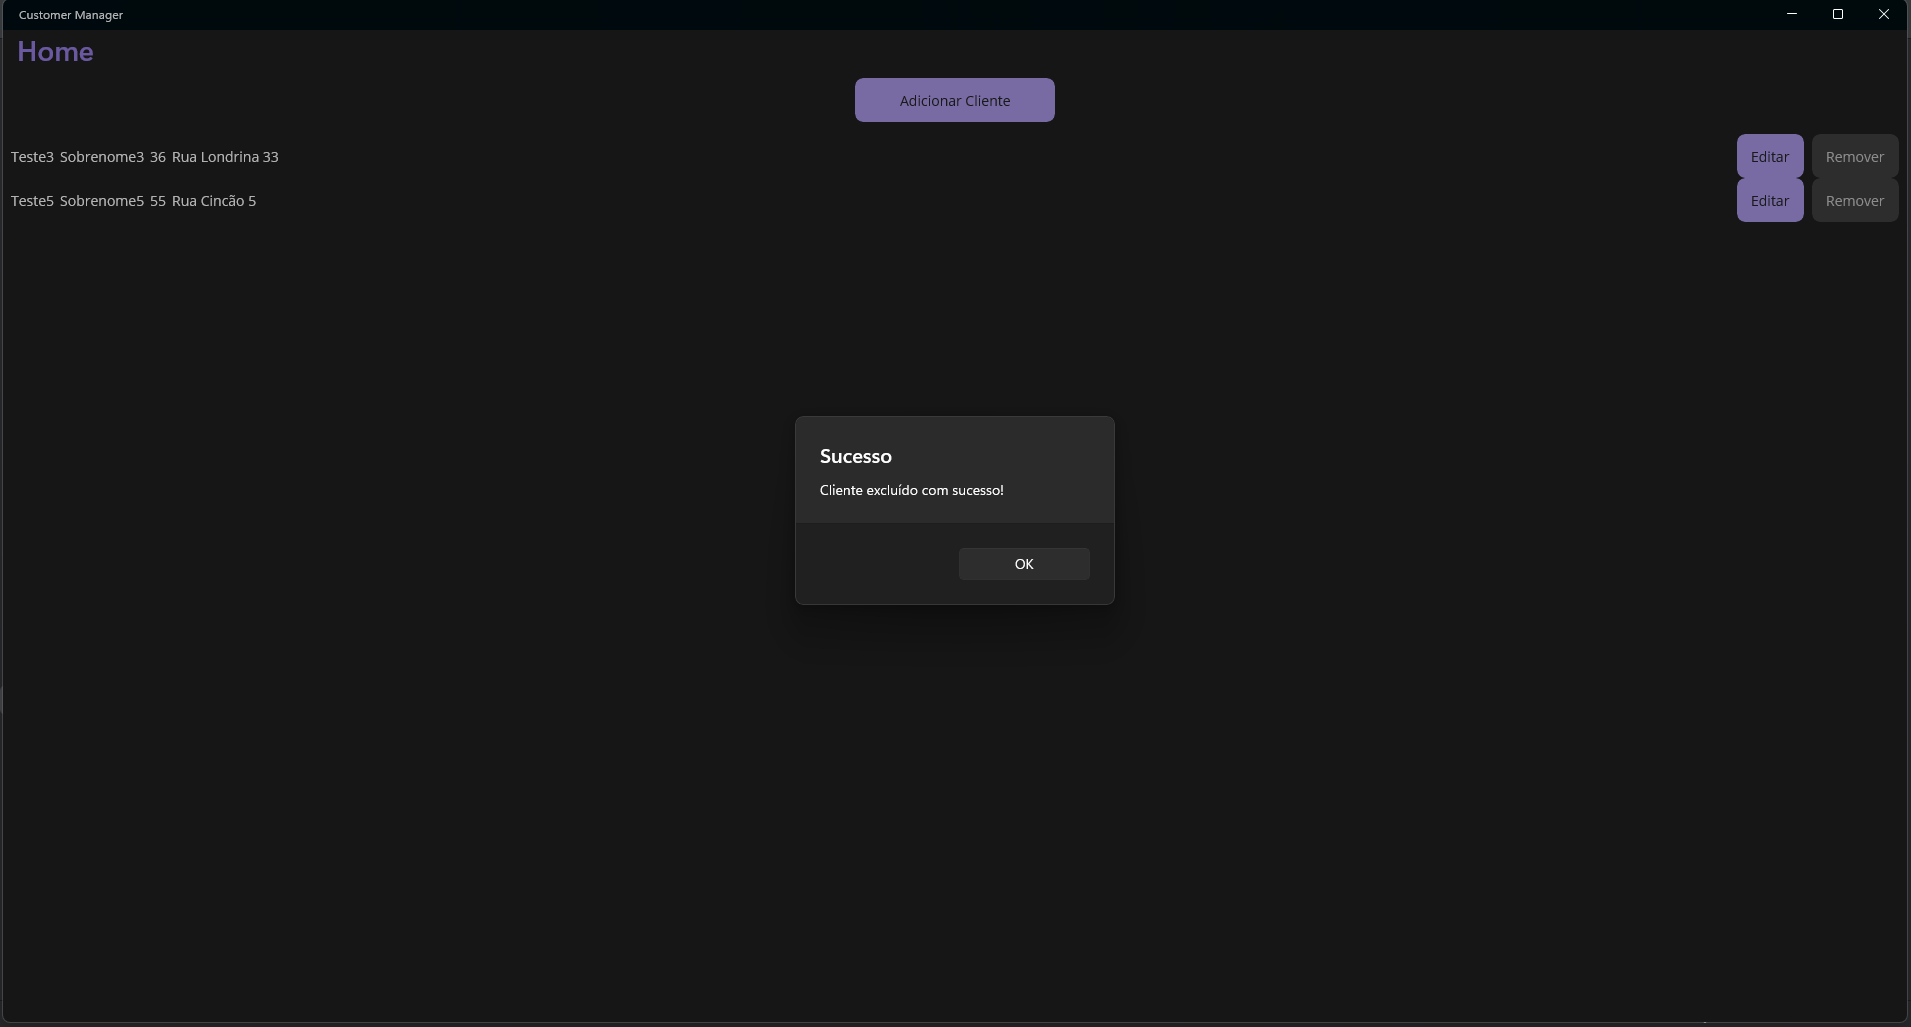 Customer Manager
Home
Adicionar Cliente
Teste3 Sobrenome3 36 Rua Londrina 33 Editar Remover
Teste5 Sobrenome5 55 Rua Cincão 5 Editar Remover
Sucesso
Cliente excluído com sucesso!
OK